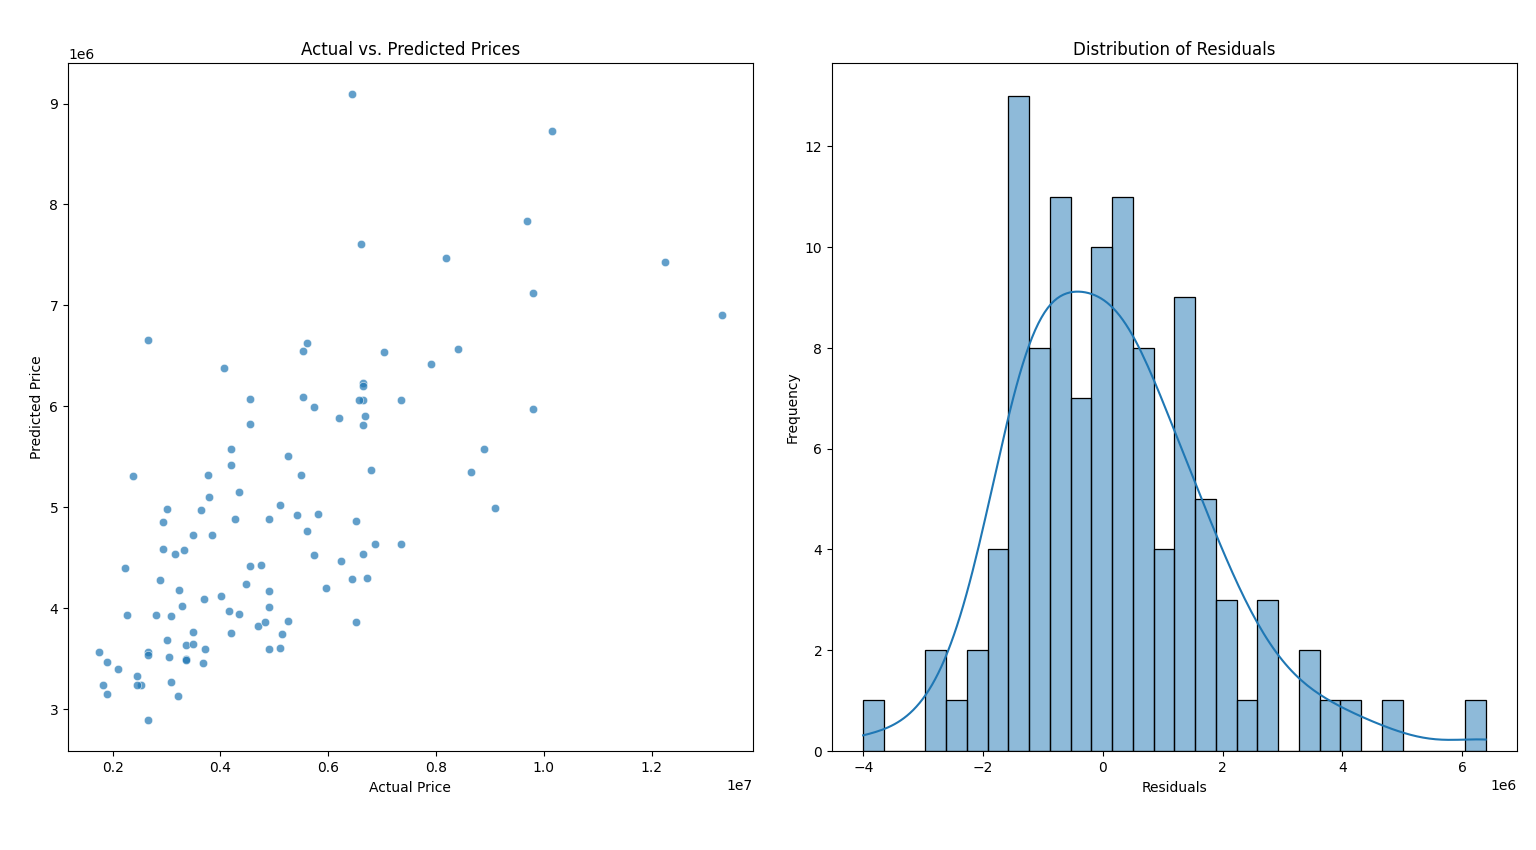 Actual vs. Predicted Prices
1e6
9
8
7
6
5
4
3
Predicted Price
0.2 0.4 0.6 0.8 1.0 1.2
1e7
Actual Price
Distribution of Residuals
12
10
8
6
4
2
0
Frequency
−4 −2 0 2 4 6
1e6
Residuals